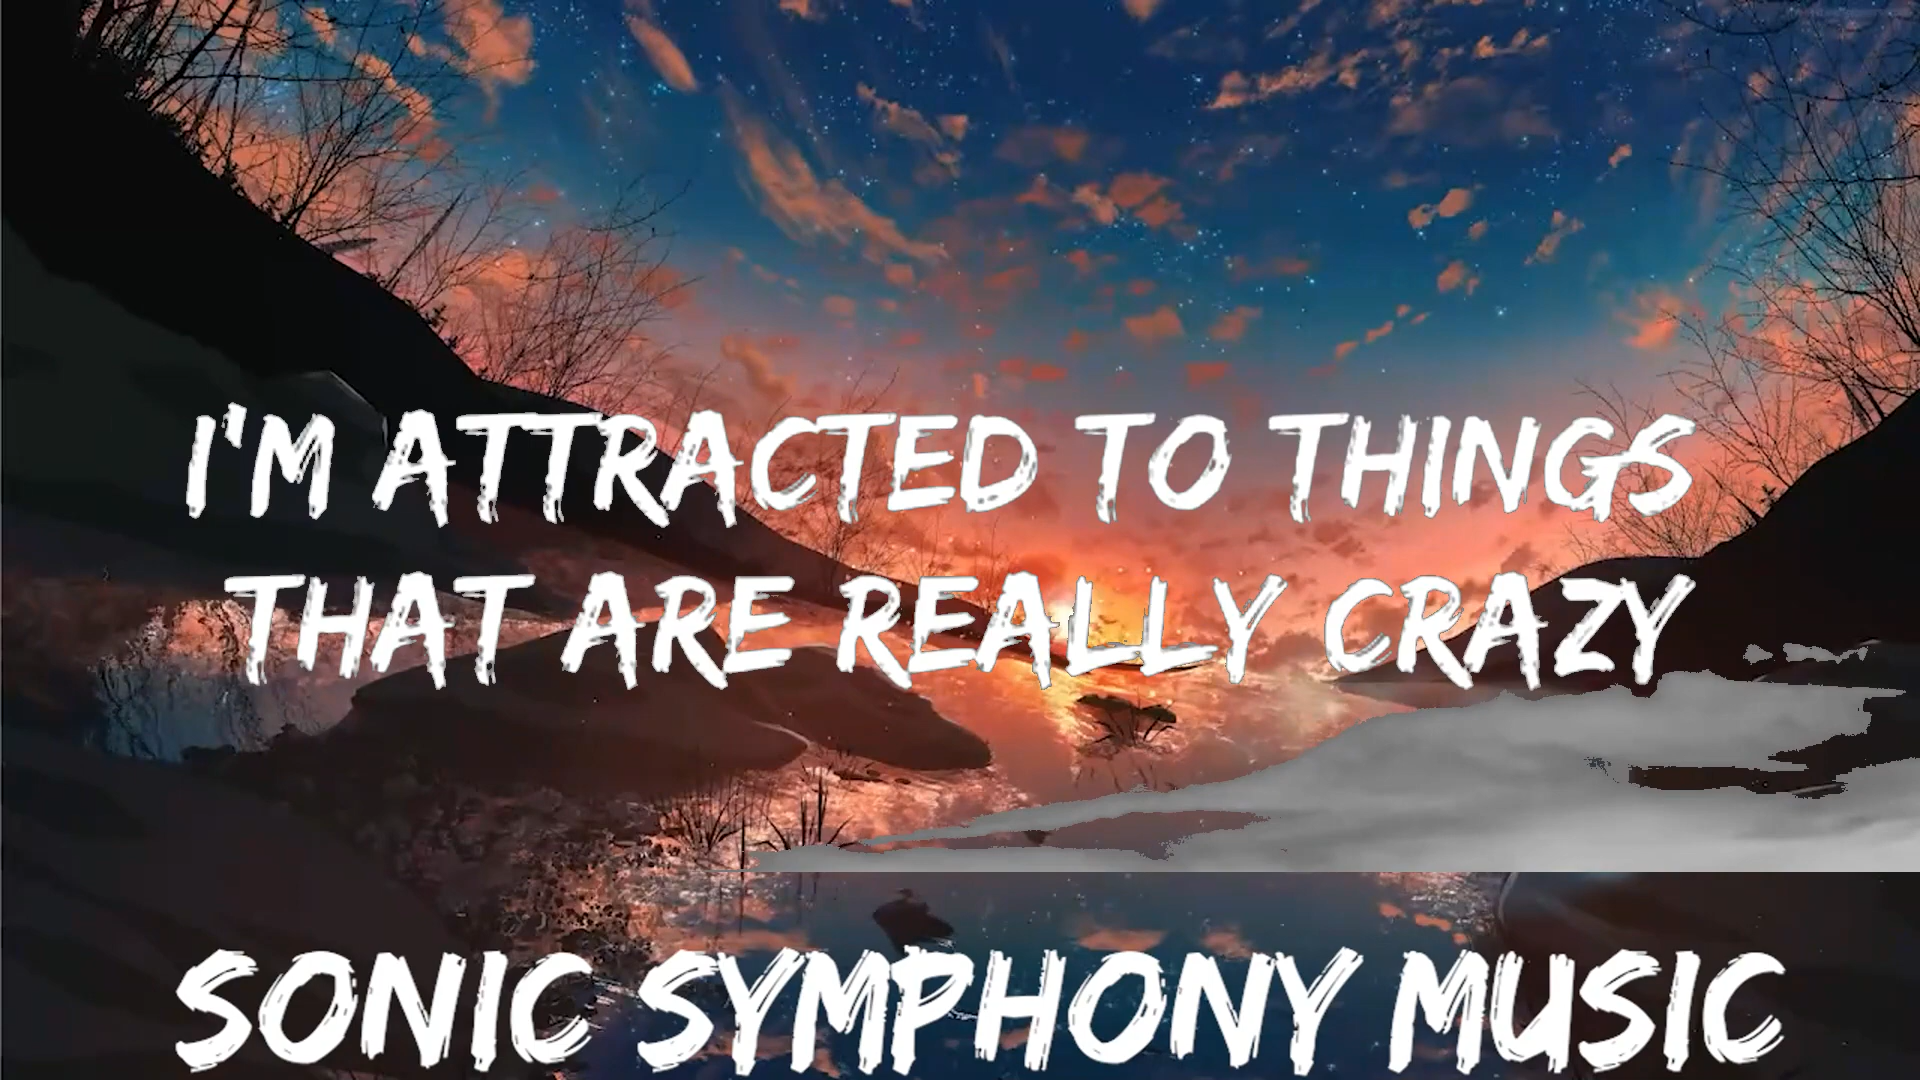 I'M ATTRACTED TO THINGS
THAT ARE REALLY CRAZY
SONIC SYMPHONY MUSIC